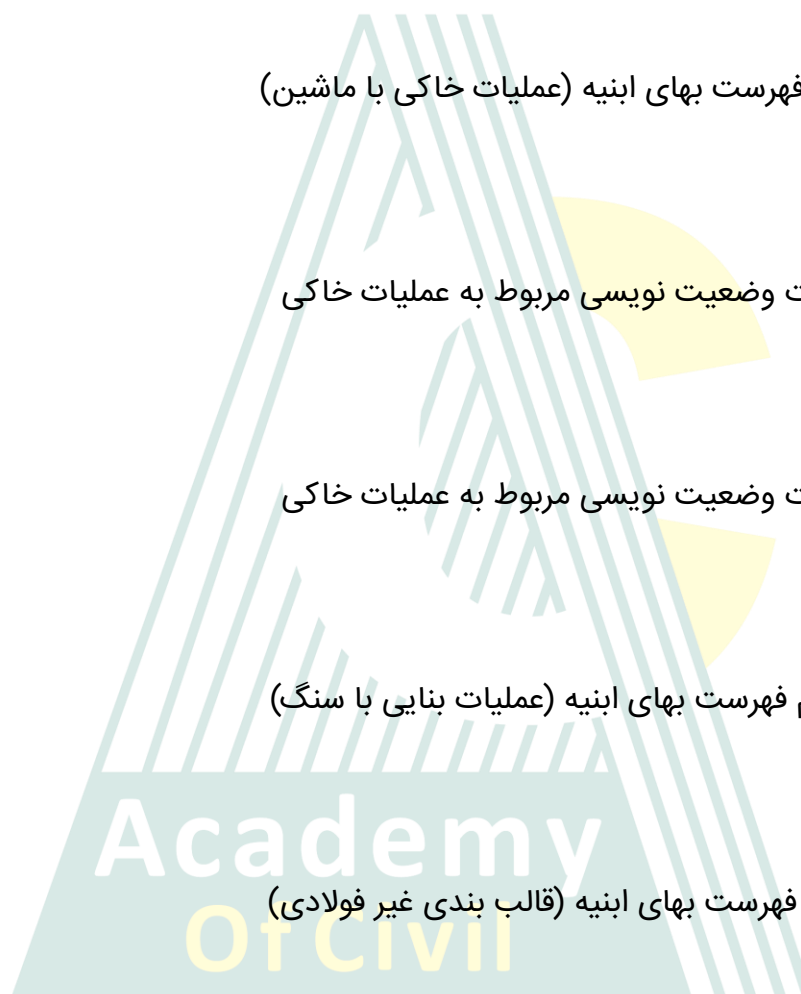 فهرست بهای ابنیه (عملیات خاکی با ماشین)
وضعیت نویسی مربوط به عملیات خاکی
وضعیت نویسی مربوط به عملیات خاکی
فهرست بهای ابنیه (عملیات بنایی با سنگ)
Academy
فهرست بهای ابنیه (قالب بندی غیر فولادی)
Of Civil